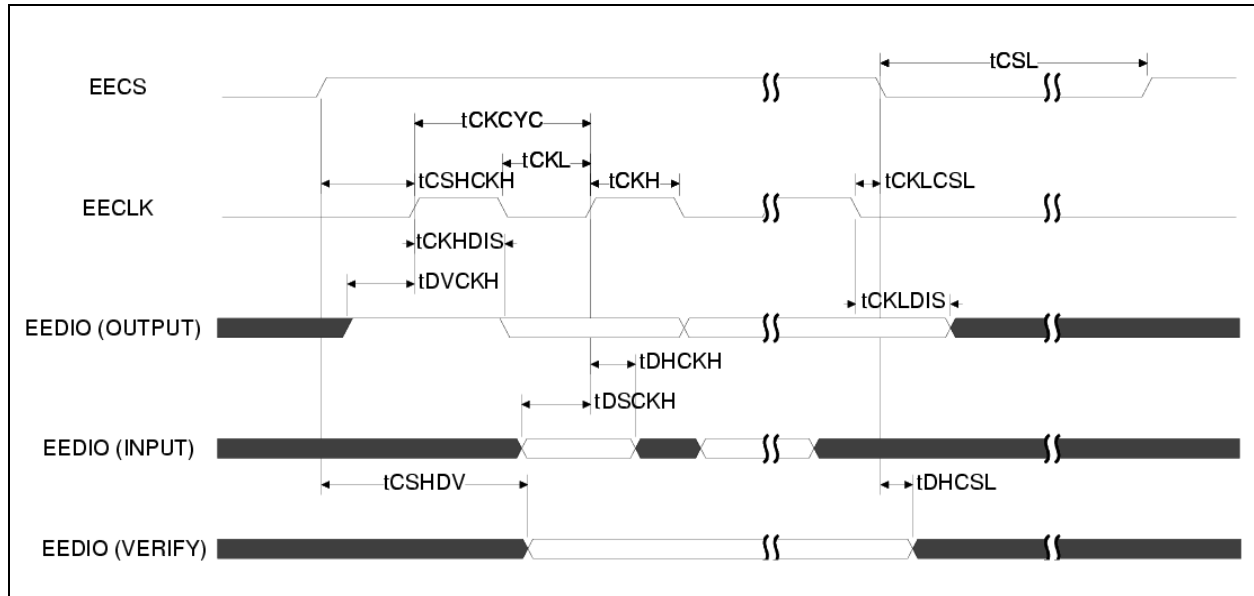 tCSL
EECS
tCKCYC
tCKL
tCSHCKH
tCKH
tCKLCSL
EECLK
tCKHDIS
tDVCKH
tCKLDIS
EEDIO (OUTPUT)
tDHCKH
tDSCKH
EEDIO (INPUT)
tCSHDV
tDHCSL
EEDIO (VERIFY)